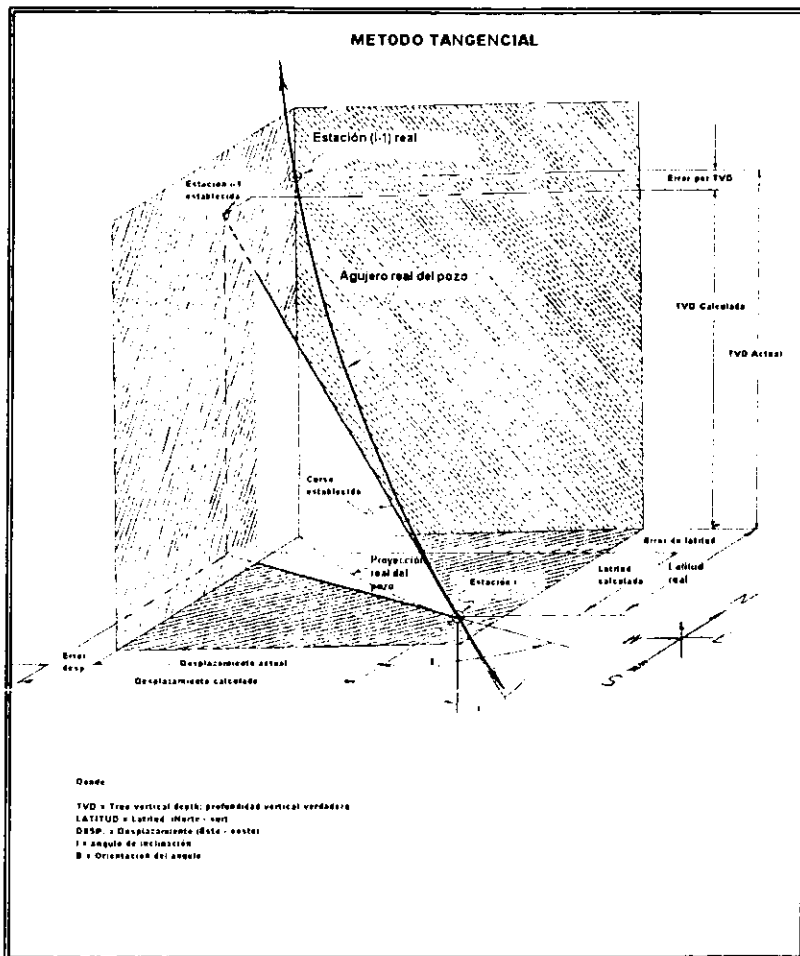 METODO TANGENCIAL
Estación (i-1) real
Estación i-1
establecida
Error por TVD
Agujero real del pozo
TVD Calculada
TVD Actual
Curso
establecido
Error de latitud
Proyección
real del
pozo
Estación i
Latitud
calculada
Latitud
real
N
L
S
Error
desp
Desplazamiento actual
Desplazamiento calculado
I
Donde
TVD = True vertical depth; profundidad vertical verdadera
LATITUD = Latitud (Norte - sur)
DESP. = Desplazamiento (Este - oeste)
I = angulo de inclinación
B = Orientación del angulo